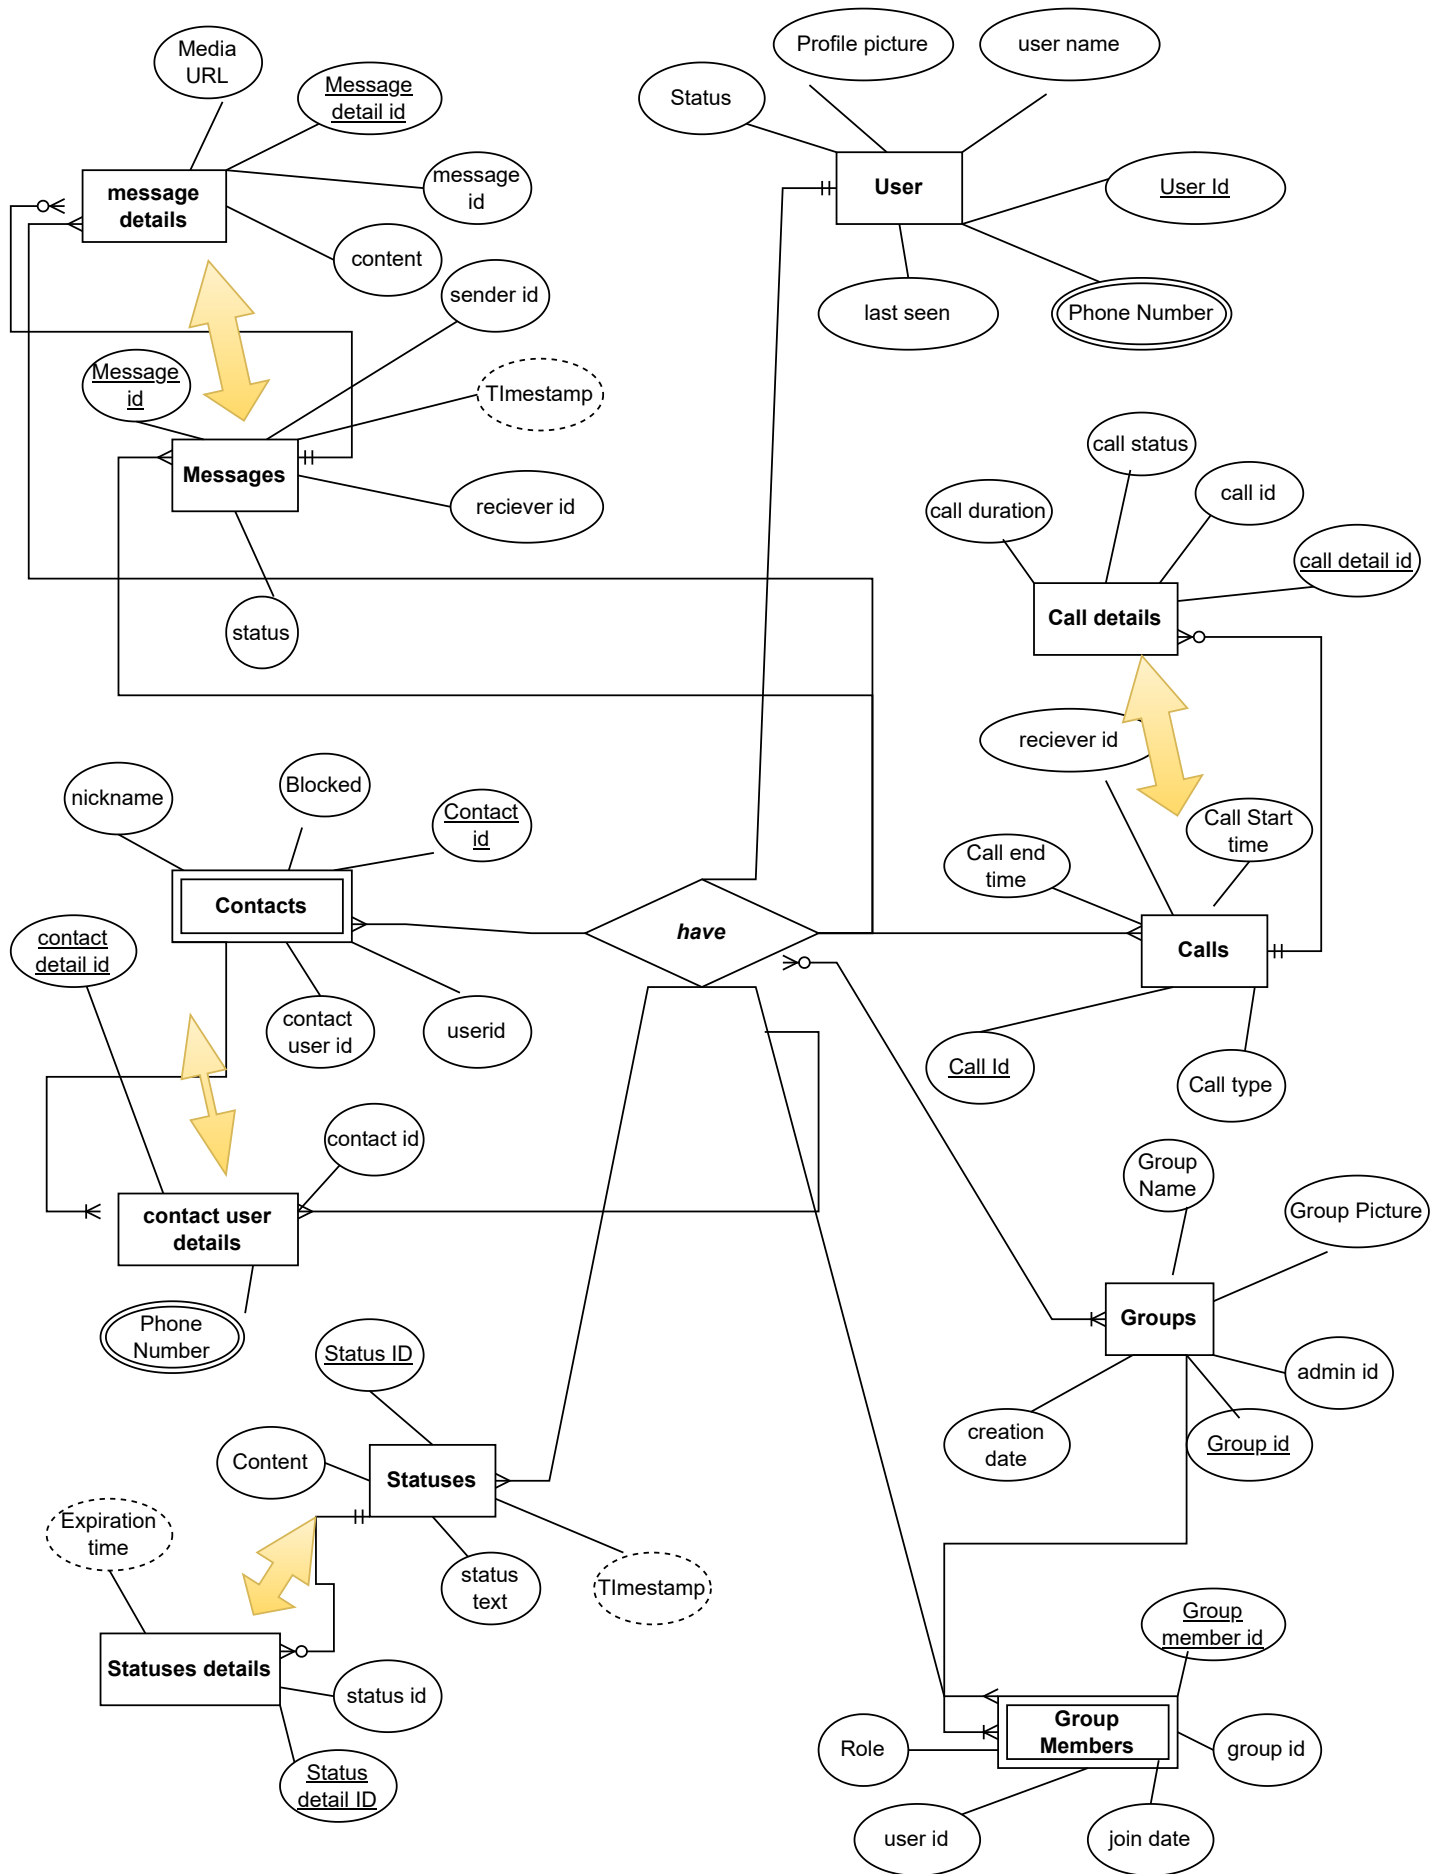 Media
URL
Message
detail id
message
id
content
message
details
Profile picture
user name
Status
User
User Id
last seen
Phone Number
sender id
Message
id
TImestamp
Messages
reciever id
status
call status
call duration
call id
call detail id
Call details
reciever id
Call Start
time
Call end
time
Calls
Call Id
Call type
nickname
Blocked
Contact
id
Contacts
contact
detail id
contact
user id
userid
have
contact id
contact user
details
Phone
Number
Group
Name
Group Picture
Groups
admin id
creation
date
Group id
Status ID
Content
Statuses
Expiration
time
status
text
TImestamp
Statuses details
status id
Status
detail ID
Group
member id
Group
Members
Role
group id
user id
join date